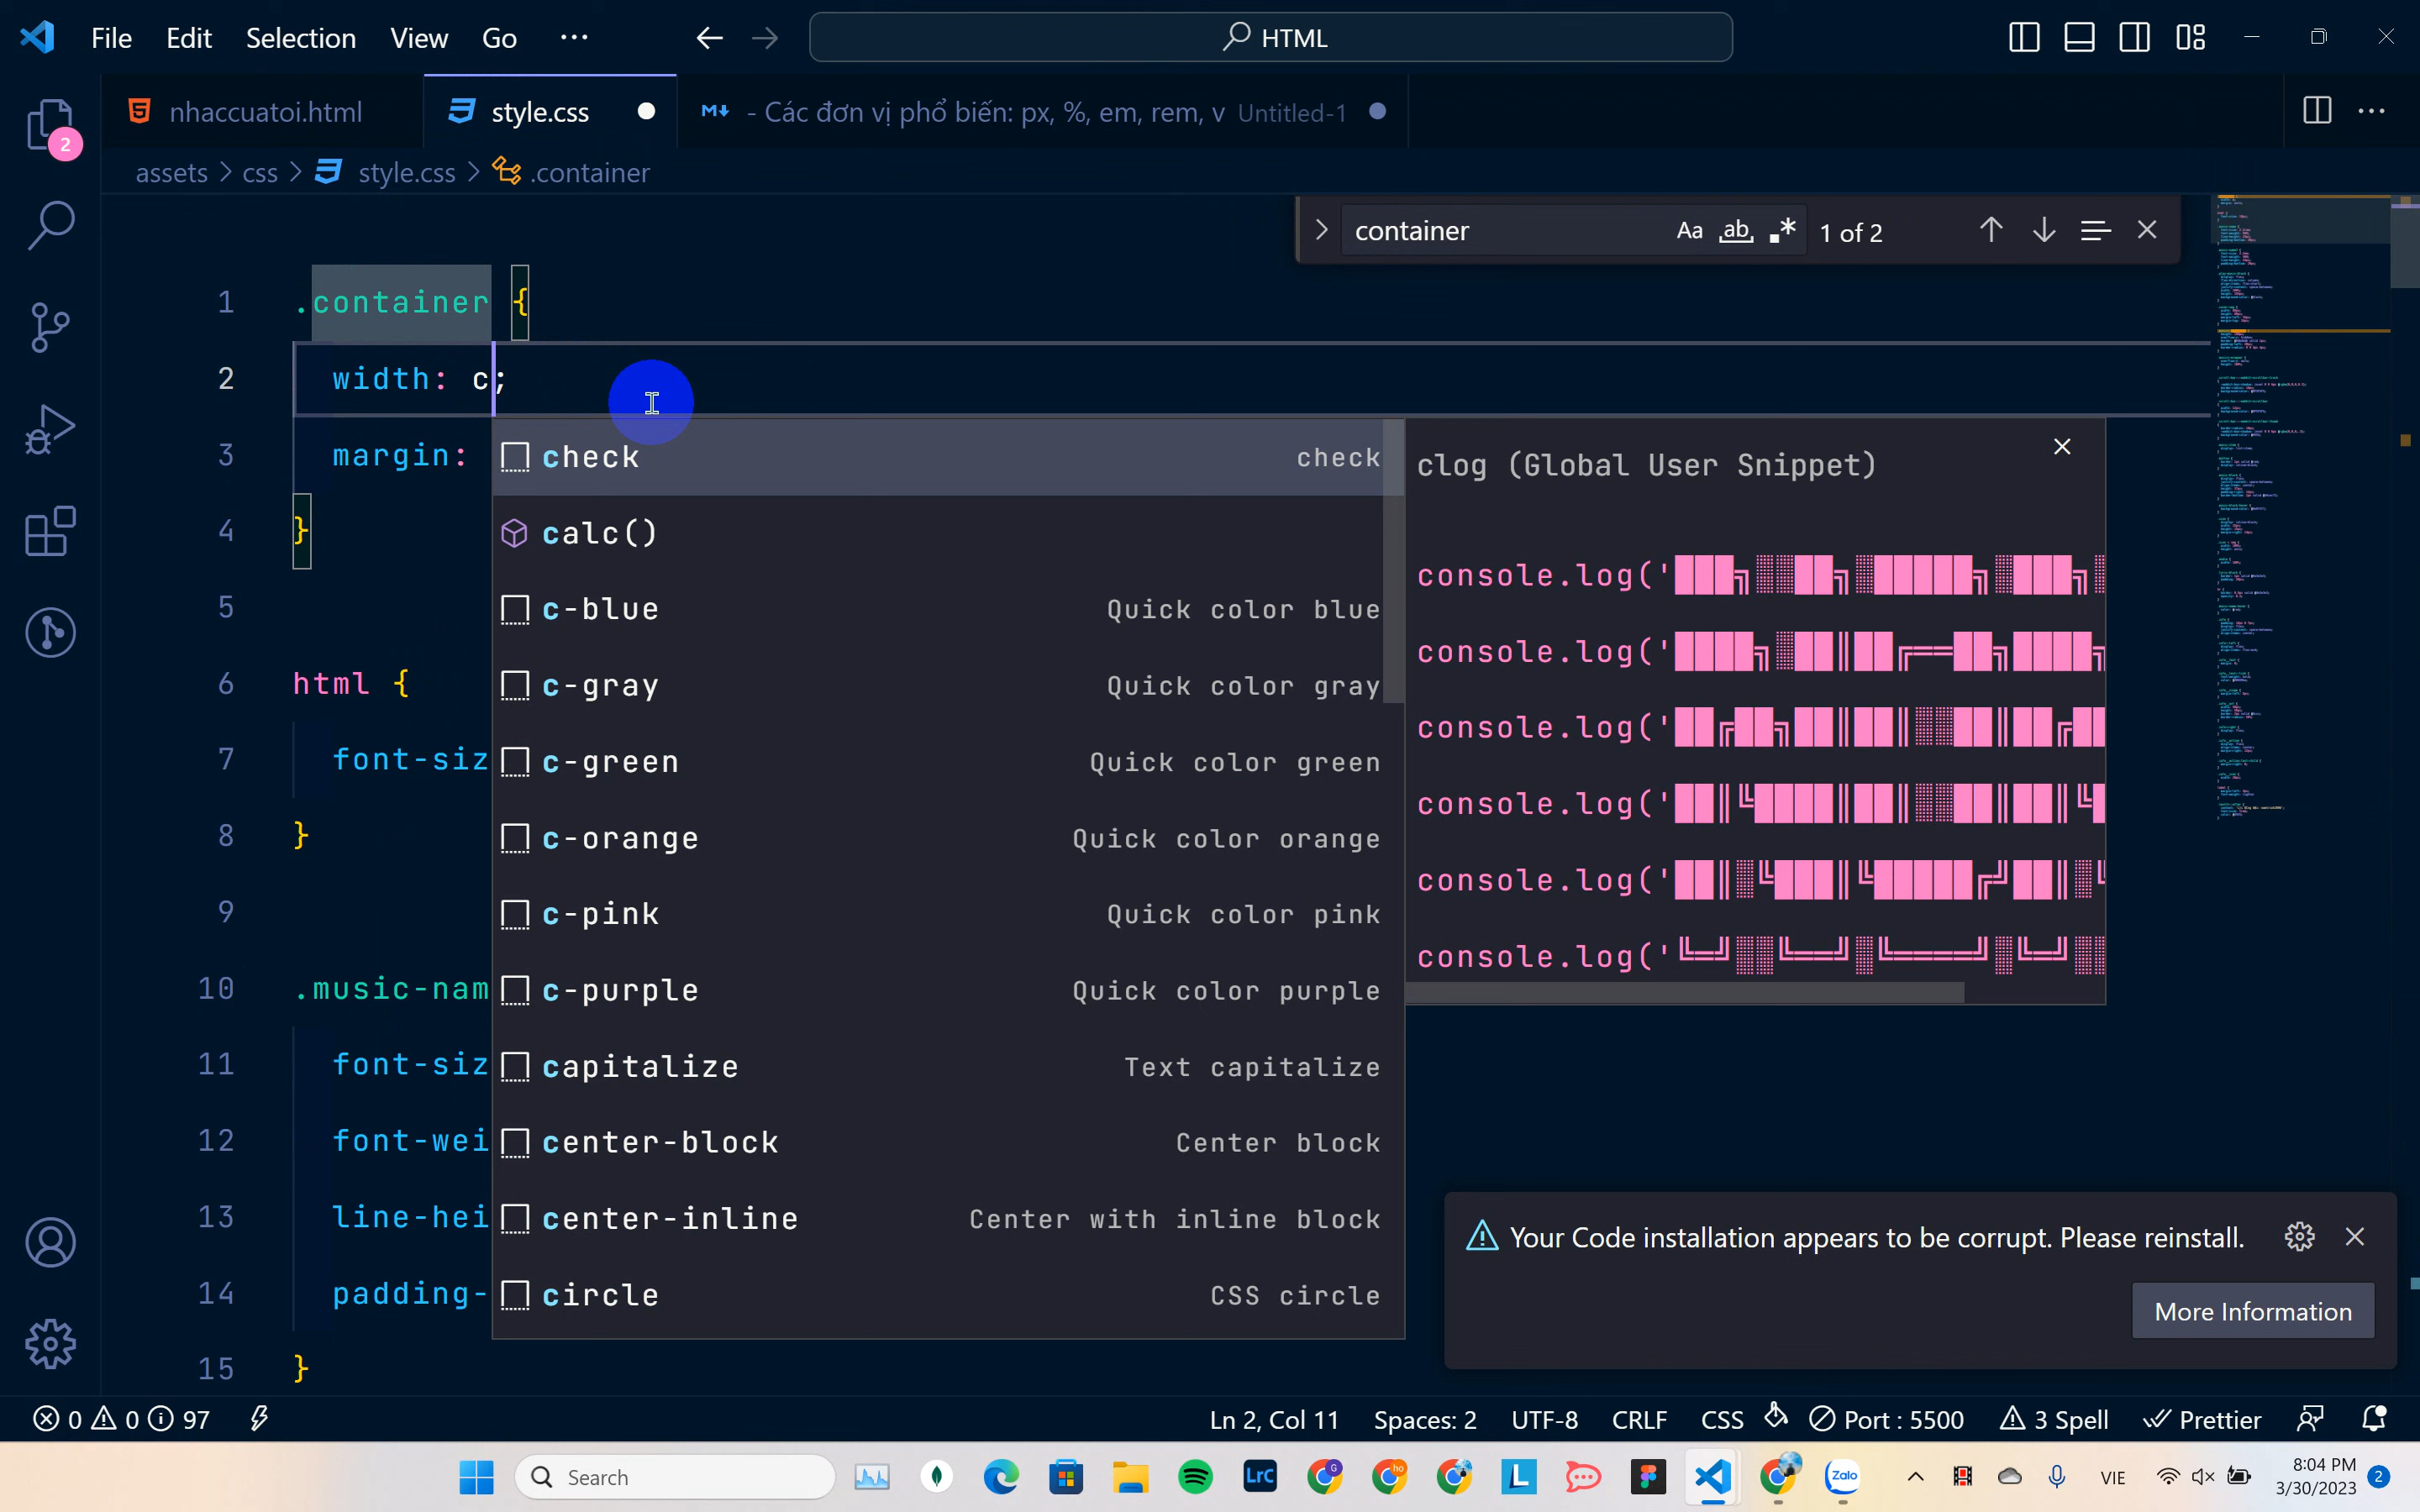 File Edit Selection View Go ··· HTML
nhaccuatoi.html style.css - Các đơn vị phổ biến: px, %, em, rem, v Untitled-1
assets > css > style.css > .container
container Aa ab 1 of 2
1 .container {
2 width: c;
3 margin:
4 }
5
6 html {
7 font-siz
8 }
9
10 .music-nam
11 font-siz
12 font-wei
13 line-hei
14 padding-
15 }
check check
calc()
c-blue Quick color blue
c-gray Quick color gray
c-green Quick color green
c-orange Quick color orange
c-pink Quick color pink
c-purple Quick color purple
capitalize Text capitalize
center-block Center block
center-inline Center with inline block
circle CSS circle
clog (Global User Snippet)
console.log('
console.log('
console.log('
console.log('
console.log('
console.log('
Your Code installation appears to be corrupt. Please reinstall.
More Information
2
0 0 97 Ln 2, Col 11 Spaces: 2 UTF-8 CRLF CSS Port : 5500 3 Spell Prettier
Search LrC G ho L Zalo VIE 8:04 PM
3/30/2023 2